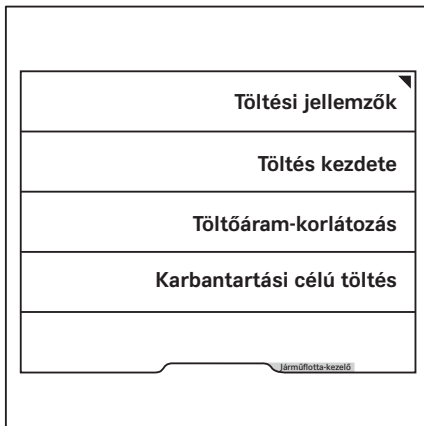 Töltési jellemzők
Töltés kezdete
Töltőáram-korlátozás
Karbantartási célú töltés
Járműflotta-kezelő